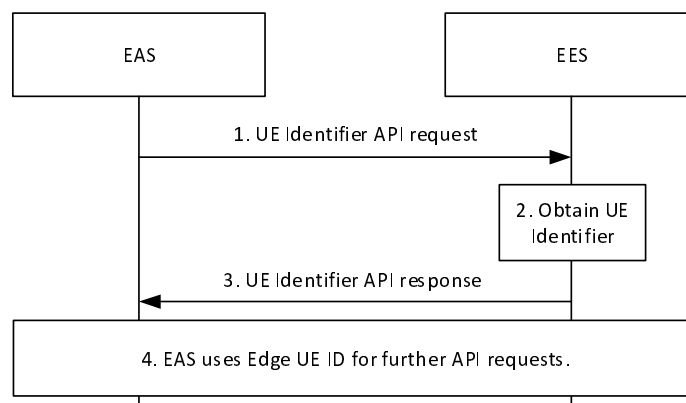 EAS
EES
1. UE Identifier API request
2. Obtain UE
Identifier
3. UE Identifier API response
4. EAS uses Edge UE ID for further API requests.